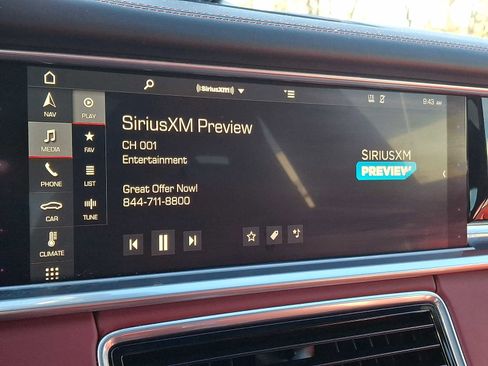 ((SiriusXM))
9:43
NAV
PLAY
SiriusXM Preview
CH 001
Entertainment
Great Offer Now!
844-711-8800
SIRIUSXM
PREVIEW
MEDIA
FAV
PHONE
LIST
CAR
TUNE
CLIMATE